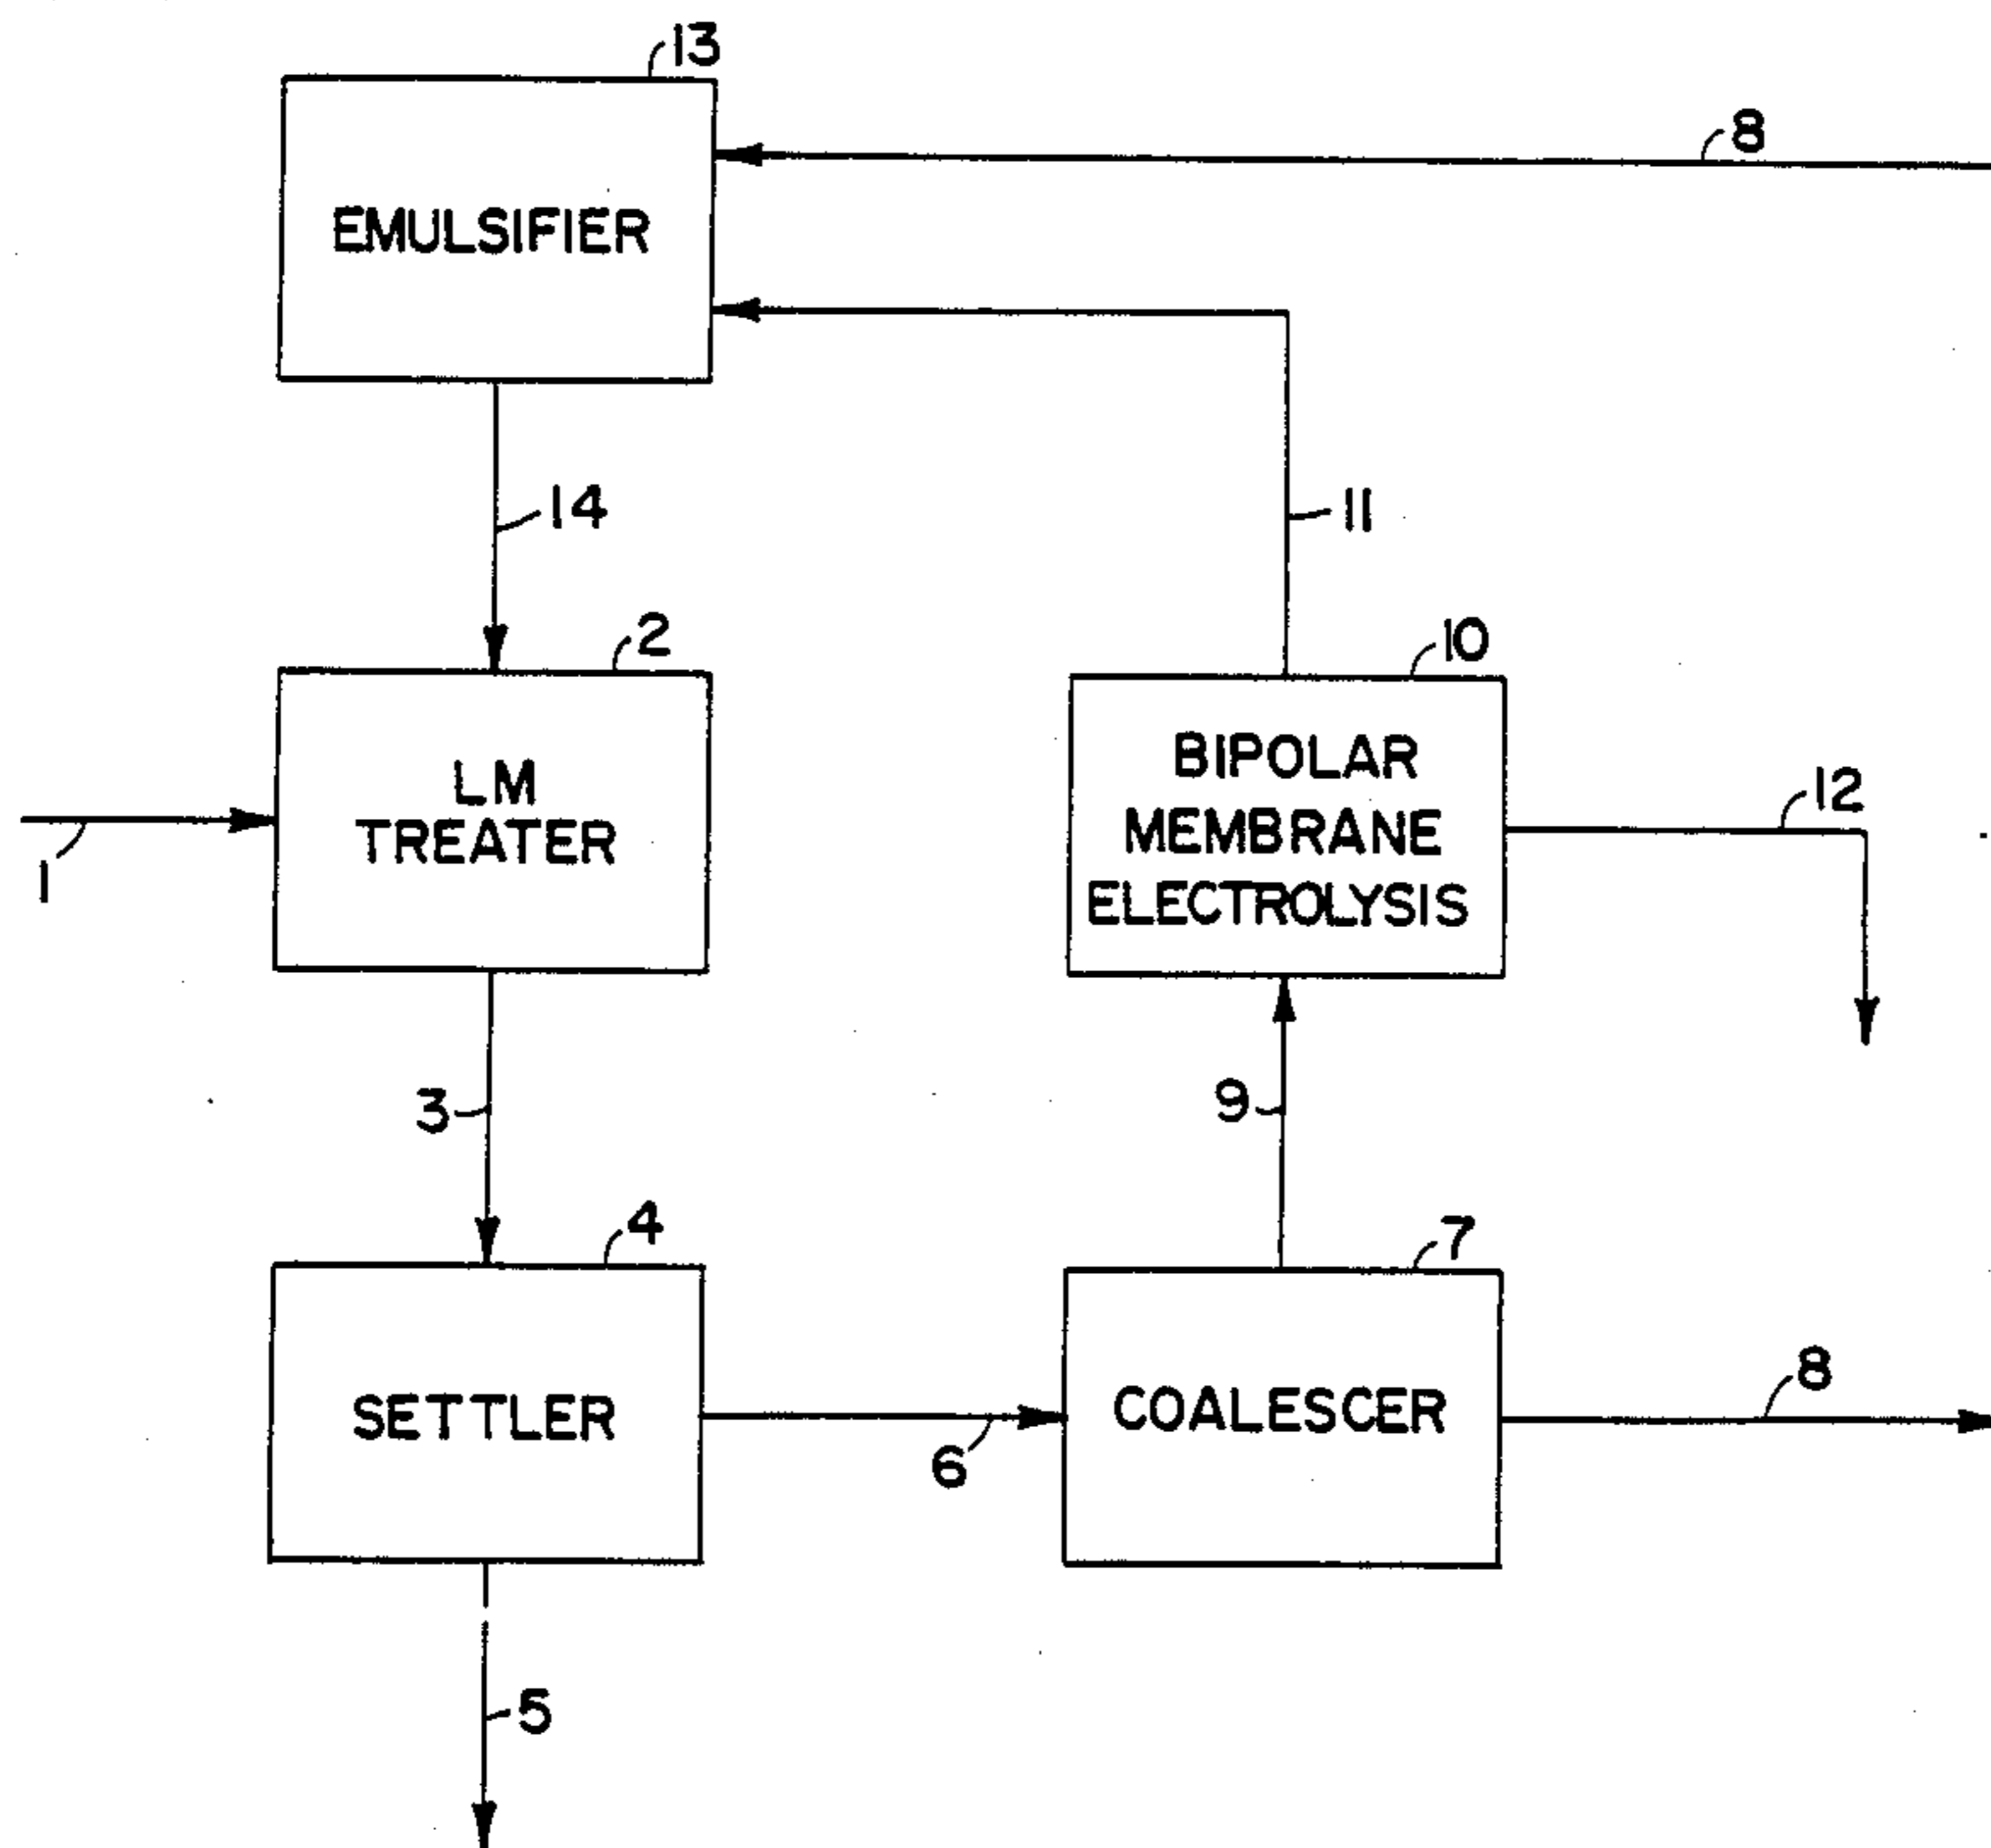 13
8
EMULSIFIER
14
11
2
10
LM
TREATER
BIPOLAR
MEMBRANE
ELECTROLYSIS
12
1
3
9
4
7
SETTLER
6
COALESCER
8
5